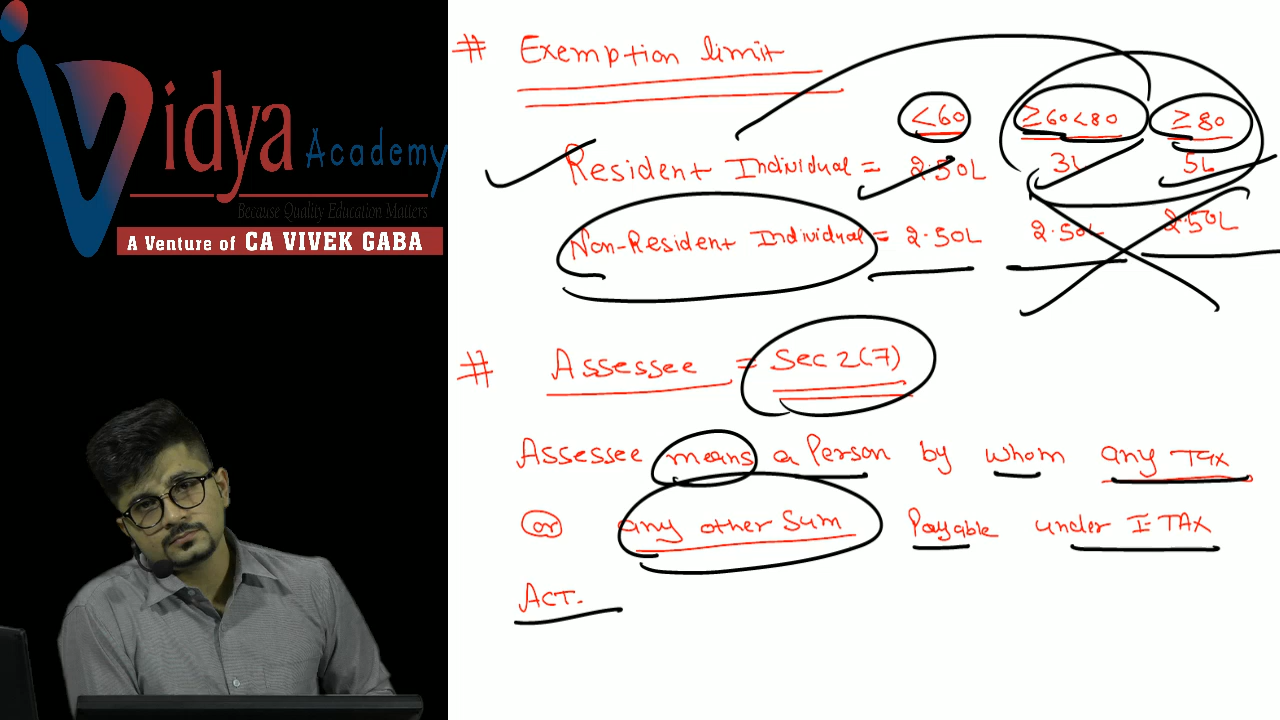 Vidya
Academy
Because Quality Education Matters
A Venture of CA VIVEK GABA
# Exemption limit
<60 ≥60<80 ≥80
Resident Individual = 2.50L 3L 5L
Non-Resident Individual = 2.50L 2.50L 2.50L
# Assessee = Sec 2(7)
Assessee means a Person by whom any Tax
or any other Sum Payable under I-TAX
ACT.